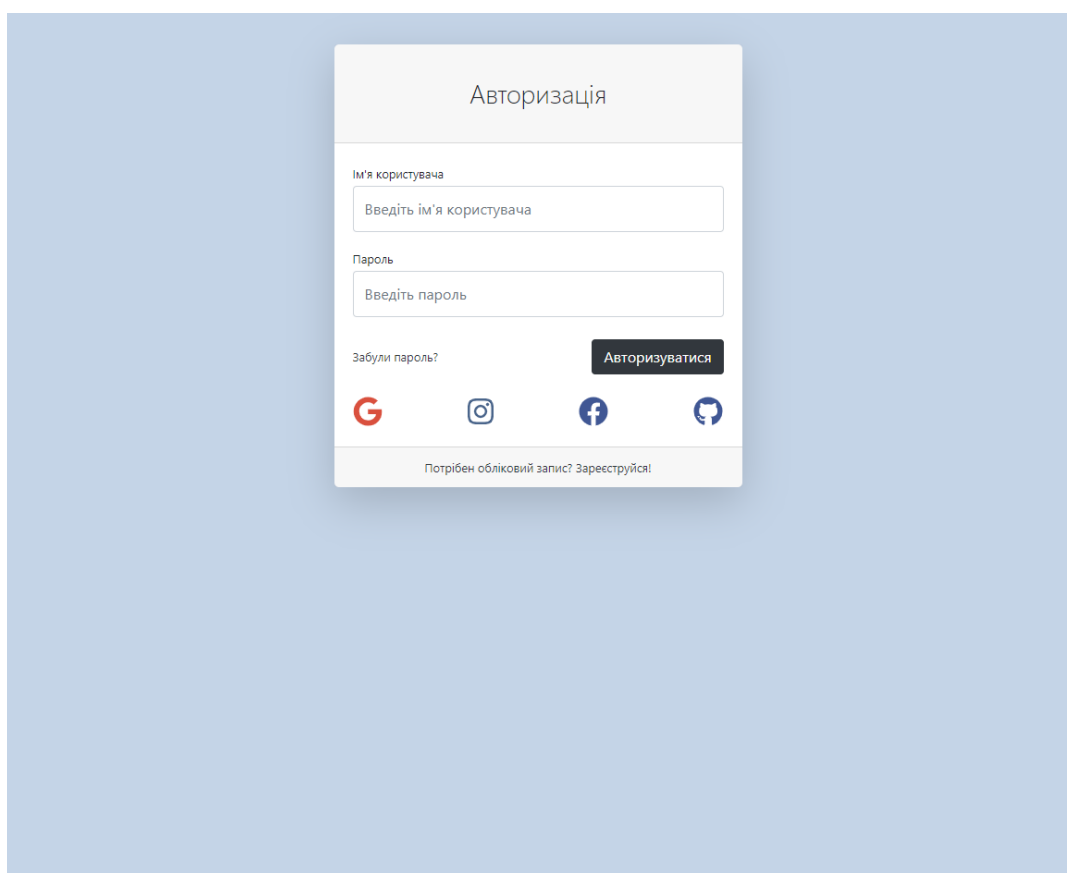 Авторизація
Ім'я користувача
Введіть ім'я користувача
Пароль
Введіть пароль
Забули пароль?
Авторизуватися
Потрібен обліковий запис? Зареєструйся!